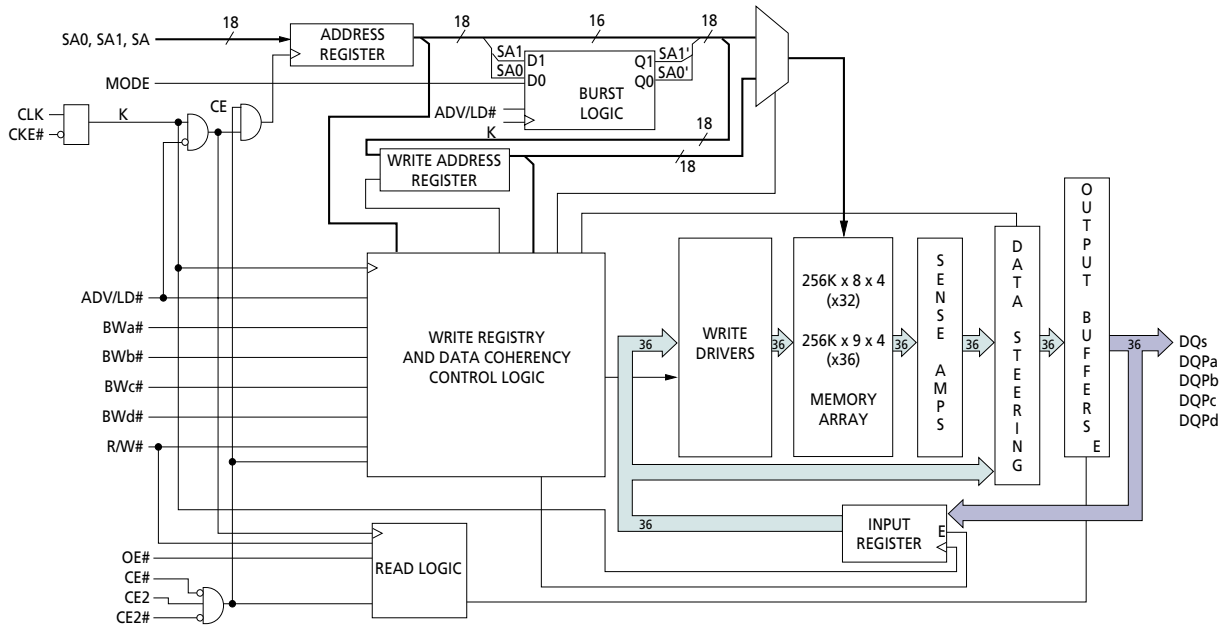 18
18
16
18
SA0, SA1, SA
ADDRESS
REGISTER
SA1
D1
Q1
SA1'
SA0
D0
Q0
SA0'
MODE
BURST
LOGIC
CE
CLK
K
ADV/LD#
CKE#
K
18
WRITE ADDRESS
REGISTER
18
OUTPUT
BUFFERS
E
DATA
STEERING
SENSE
AMPS
256K x 8 x 4
(x32)
256K x 9 x 4
(x36)
MEMORY
ARRAY
WRITE
DRIVERS
WRITE REGISTRY
AND DATA COHERENCY
CONTROL LOGIC
ADV/LD#
BWa#
BWb#
BWc#
BWd#
R/W#
36
36
36
36
36
36
DQs
DQPa
DQPb
DQPc
DQPd
36
INPUT
REGISTER
E
READ LOGIC
OE#
CE#
CE2
CE2#